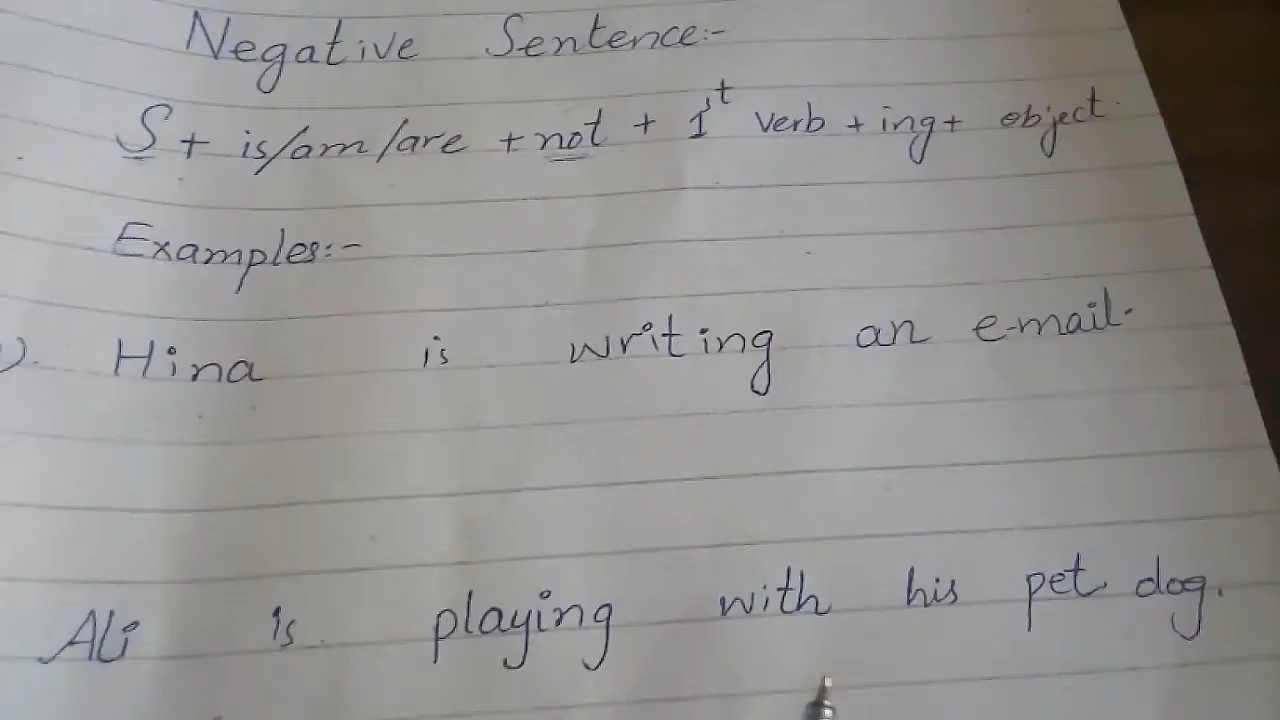 Negative Sentence:-
S + is/am/are + not + 1t verb + ing + object.
Examples:-
). Hina is writing an e-mail.
Ali is playing with his pet dog.